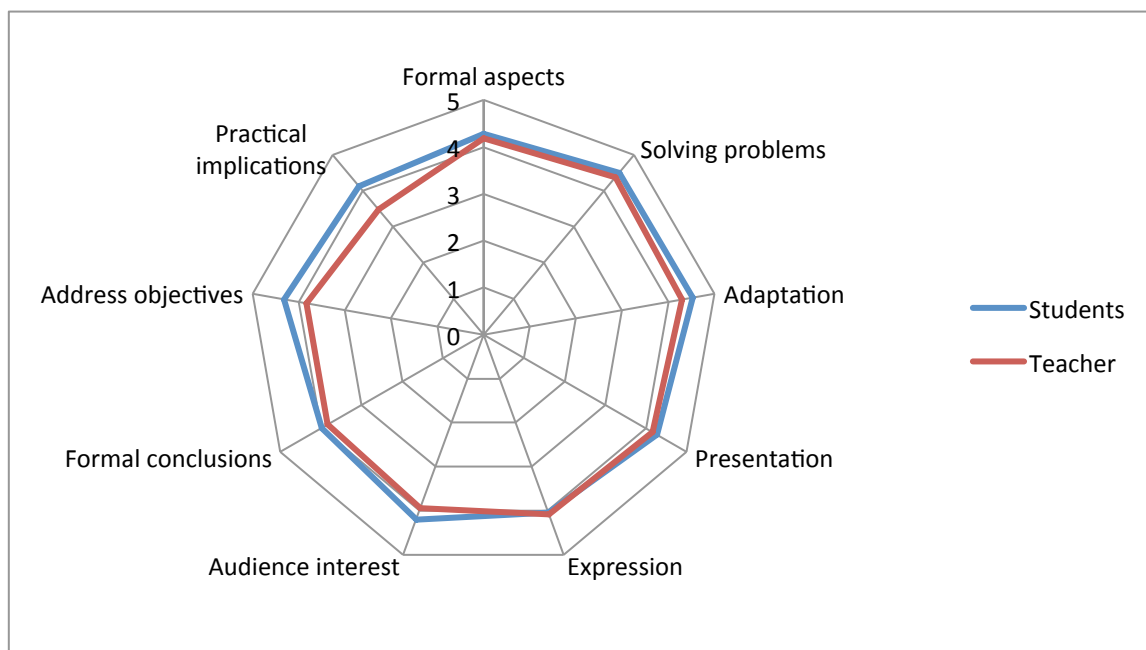 Formal aspects
5
4
3
2
1
0
Solving problems
Adaptation
Presentation
Expression
Audience interest
Formal conclusions
Address objectives
Practical
implications
Students
Teacher